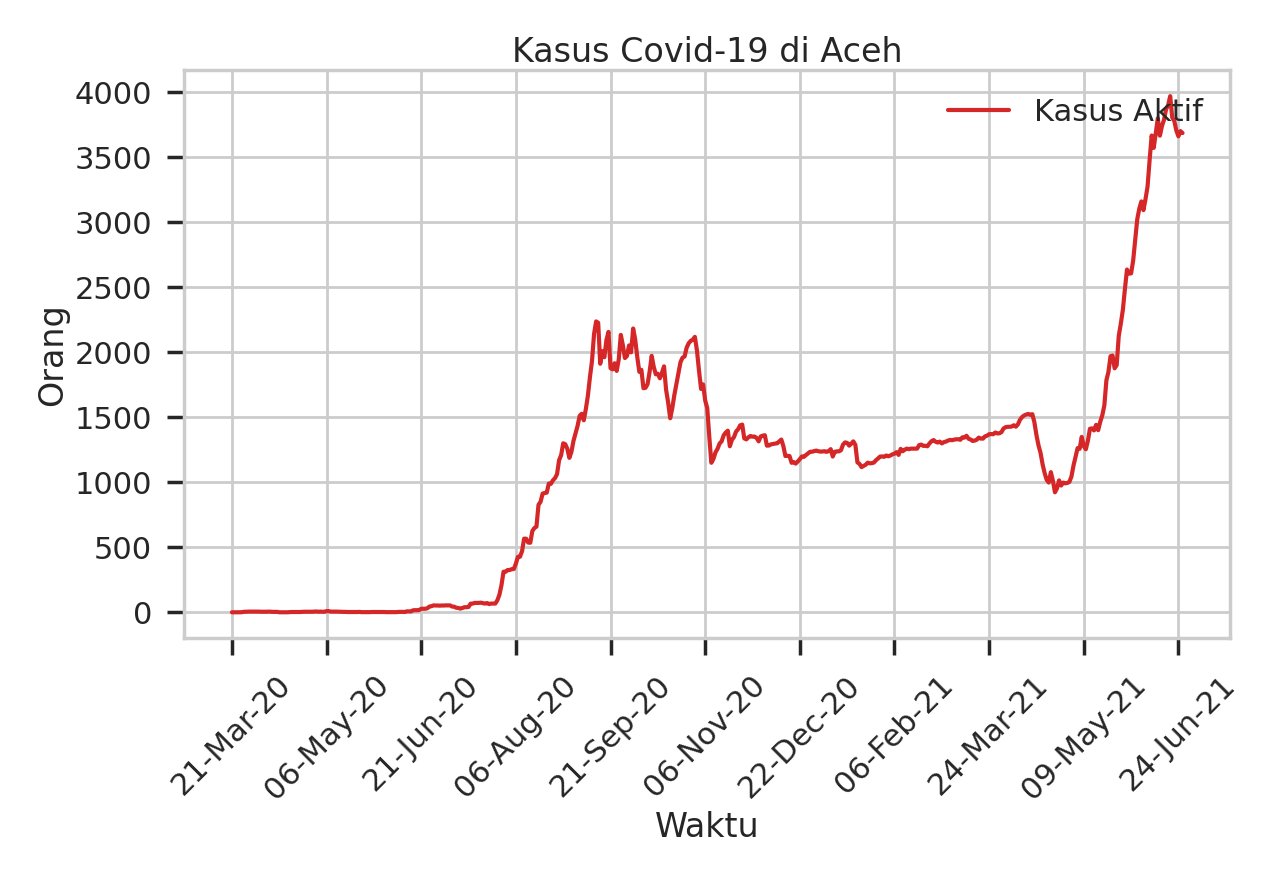 Kasus Covid-19 di Aceh
Kasus Aktif
4000
3500
3000
2500
2000
1500
1000
500
0
Orang
21-Mar-20
06-May-20
21-Jun-20
06-Aug-20
21-Sep-20
06-Nov-20
22-Dec-20
06-Feb-21
24-Mar-21
09-May-21
24-Jun-21
Waktu